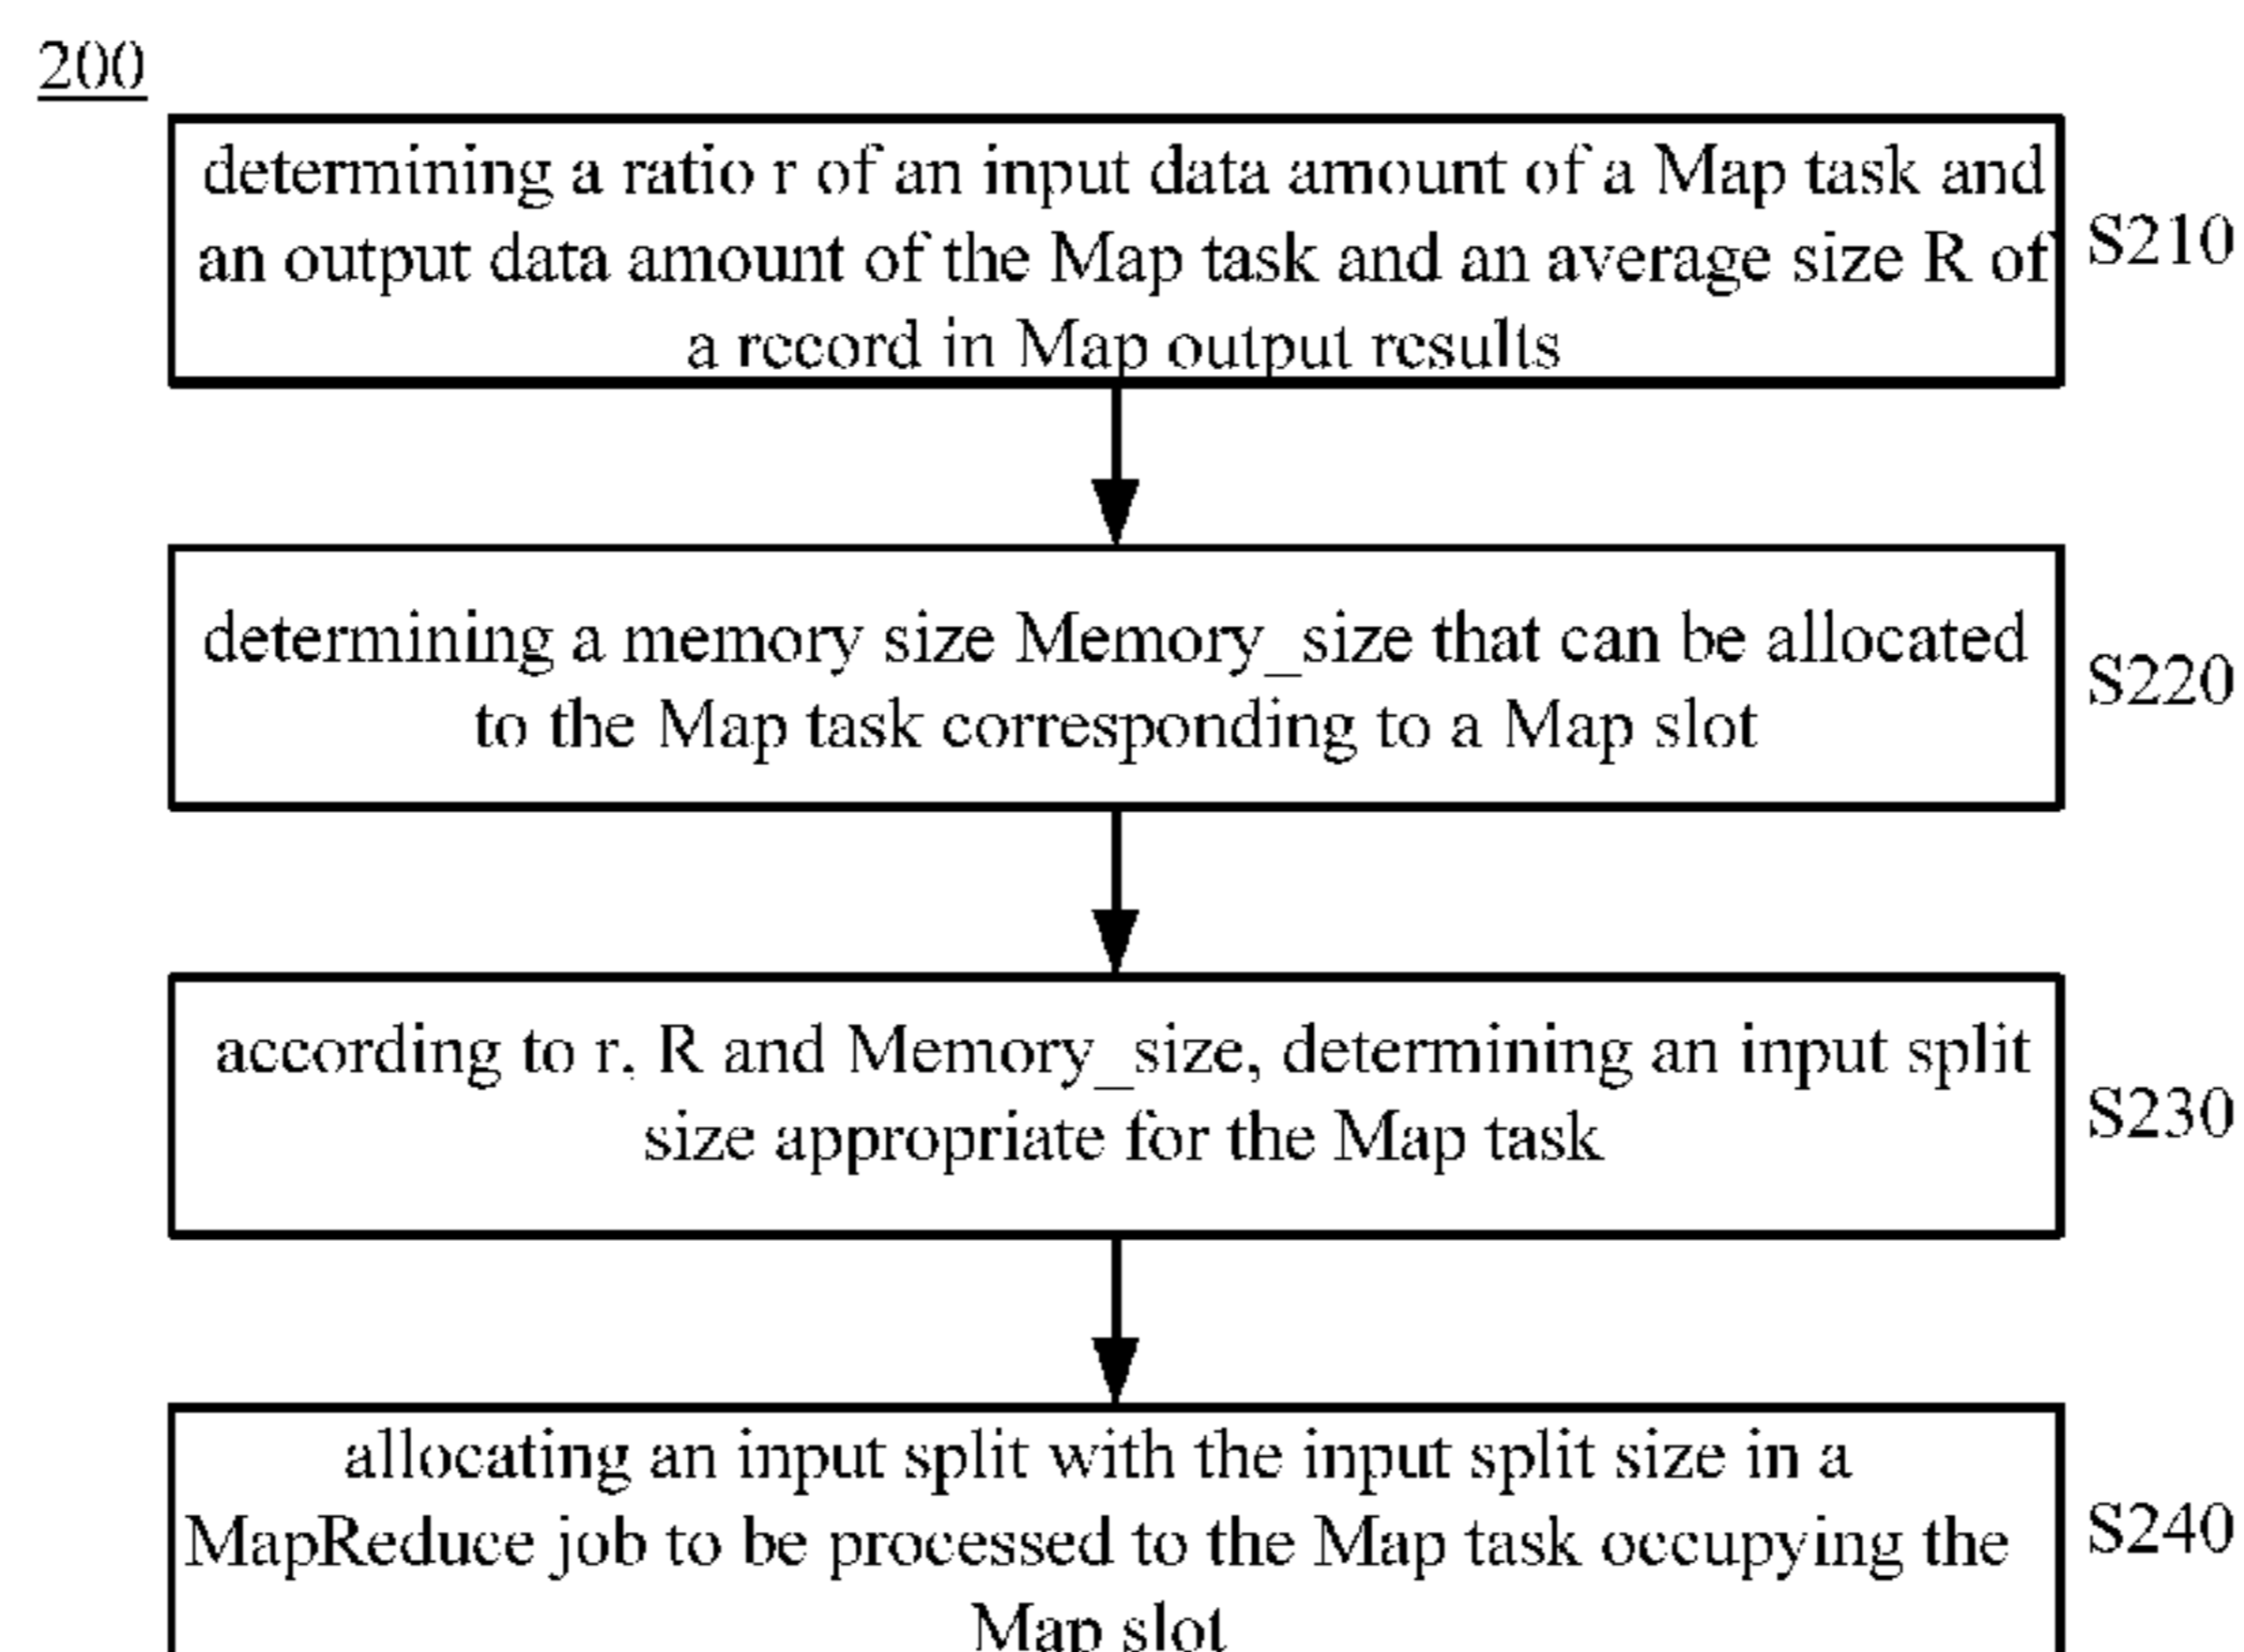 200
determining a ratio r of an input data amount of a Map task and
an output data amount of the Map task and an average size R of
a record in Map output results
S210
determining a memory size Memory_size that can be allocated
to the Map task corresponding to a Map slot
S220
according to r, R and Memory_size, determining an input split
size appropriate for the Map task
S230
allocating an input split with the input split size in a
MapReduce job to be processed to the Map task occupying the
Map slot
S240